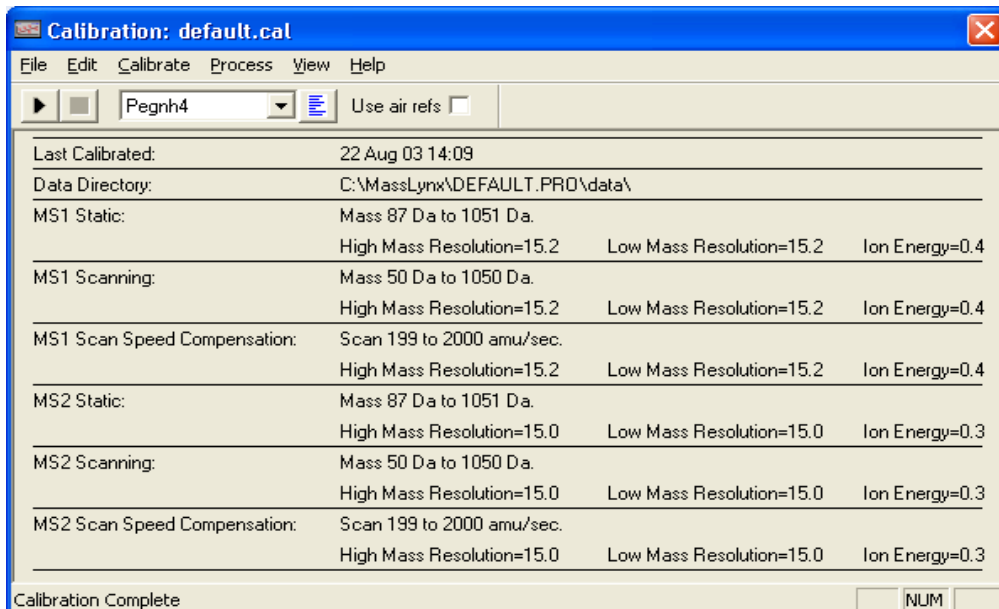 Calibration: default.cal
File Edit Calibrate Process View Help
Pegnh4 Use air refs
Last Calibrated: 22 Aug 03 14:09
Data Directory: C:\MassLynx\DEFAULT.PRO\data\
MS1 Static: Mass 87 Da to 1051 Da.
High Mass Resolution=15.2 Low Mass Resolution=15.2 Ion Energy=0.4
MS1 Scanning: Mass 50 Da to 1050 Da.
High Mass Resolution=15.2 Low Mass Resolution=15.2 Ion Energy=0.4
MS1 Scan Speed Compensation: Scan 199 to 2000 amu/sec.
High Mass Resolution=15.2 Low Mass Resolution=15.2 Ion Energy=0.4
MS2 Static: Mass 87 Da to 1051 Da.
High Mass Resolution=15.0 Low Mass Resolution=15.0 Ion Energy=0.3
MS2 Scanning: Mass 50 Da to 1050 Da.
High Mass Resolution=15.0 Low Mass Resolution=15.0 Ion Energy=0.3
MS2 Scan Speed Compensation: Scan 199 to 2000 amu/sec.
High Mass Resolution=15.0 Low Mass Resolution=15.0 Ion Energy=0.3
Calibration Complete NUM